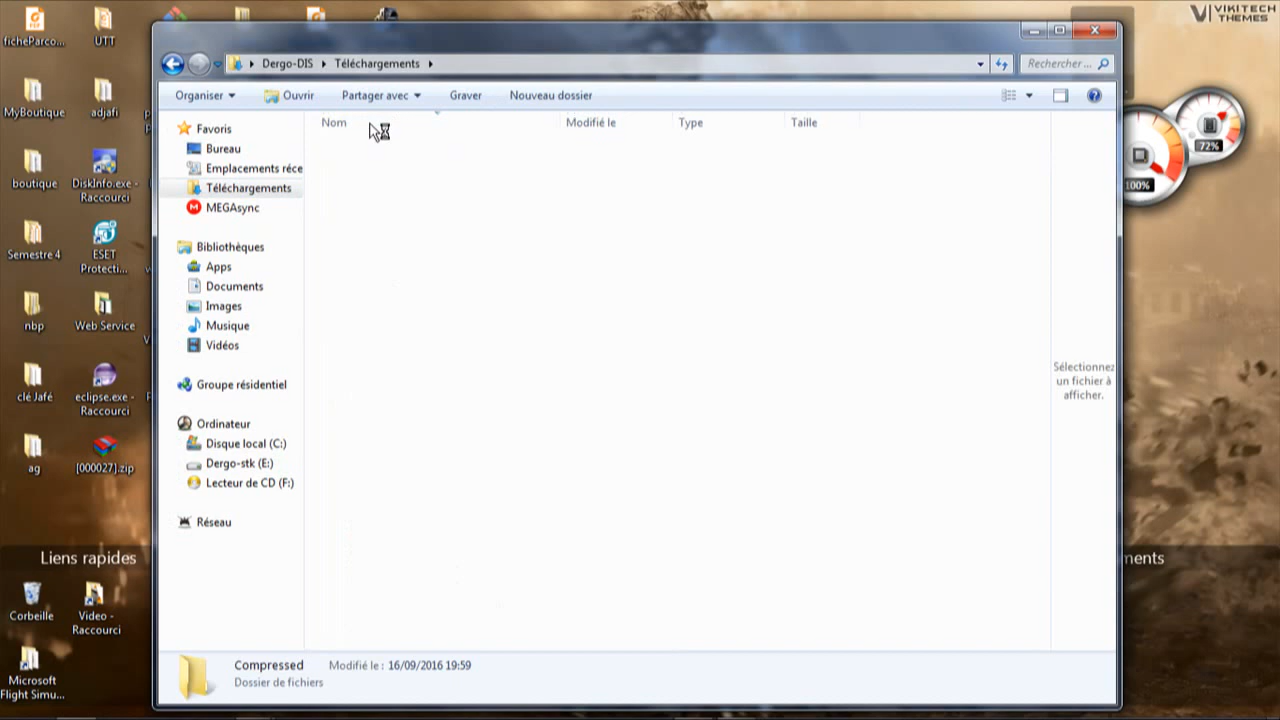 VIKITECH
THEMES
ficheParco...
UTT
MyBoutique
adjafi
boutique
DiskInfo.exe -
Raccourci
Semestre 4
ESET
Protecti...
nbp
Web Service
clé Jafé
eclipse.exe -
Raccourci
ag
[000027].zip
Liens rapides
Corbeille
Video -
Raccourci
Microsoft
Flight Simu...
Dergo-DIS
Téléchargements
Rechercher...
Organiser
Ouvrir
Partager avec
Graver
Nouveau dossier
Nom
Modifié le
Type
Taille
Favoris
Bureau
Emplacements réce
Téléchargements
MEGAsync
Bibliothèques
Apps
Documents
Images
Musique
Vidéos
Groupe résidentiel
Ordinateur
Disque local (C:)
Dergo-stk (E:)
Lecteur de CD (F:)
Réseau
Sélectionnez
un fichier à
afficher.
Compressed
Modifié le : 16/09/2016 19:59
Dossier de fichiers
72%
100%
ments